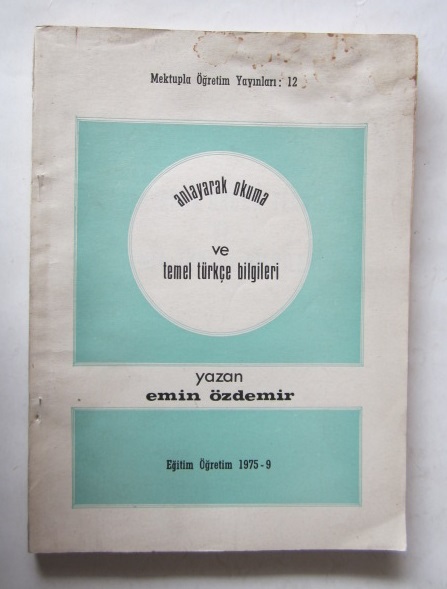 Mektupla Öğretim Yayınları: 12
anlayarak okuma
ve
temel türkçe bilgileri
yazan
emin özdemir
Eğitim Öğretim 1975-9